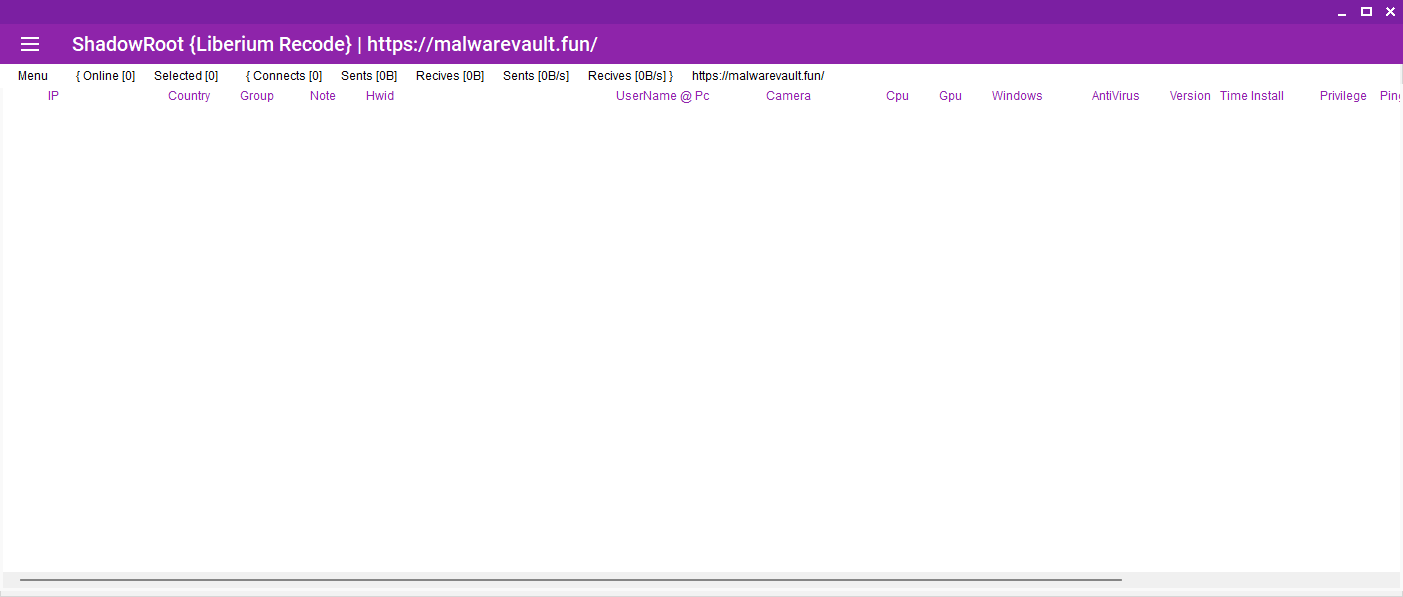 ShadowRoot {Liberium Recode} | https://malwarevault.fun/
Menu { Online [0] Selected [0] { Connects [0] Sents [0B] Recives [0B] Sents [0B/s] Recives [0B/s] } https://malwarevault.fun/
IP Country Group Note Hwid UserName @ Pc Camera Cpu Gpu Windows AntiVirus Version Time Install Privilege Ping